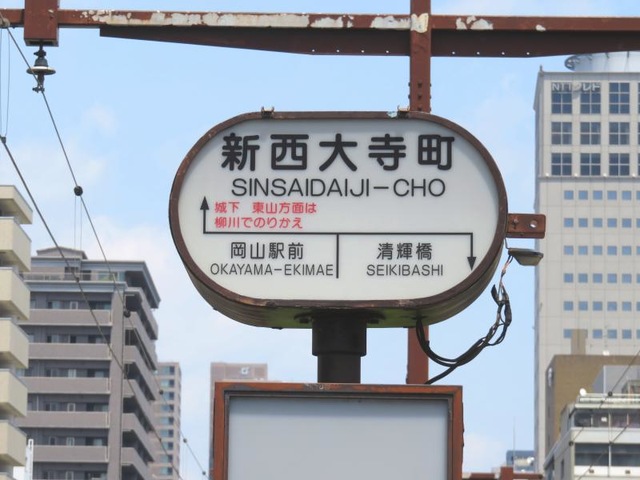 新西大寺町
SINSAIDAIJI-CHO
城下 東山方面は
柳川でのりかえ
岡山駅前
OKAYAMA-EKIMAE
清輝橋
SEIKIBASHI